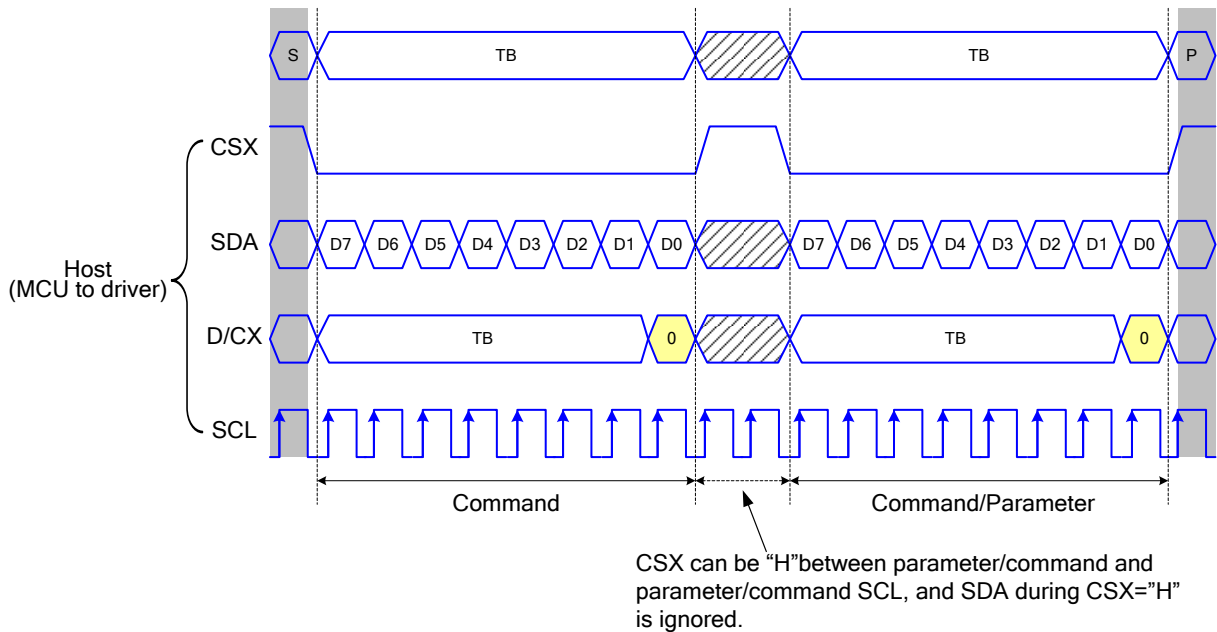 S TB TB P
CSX
SDA D7 D6 D5 D4 D3 D2 D1 D0 D7 D6 D5 D4 D3 D2 D1 D0
Host
(MCU to driver)
D/CX TB 0 TB 0
SCL
Command Command/Parameter
CSX can be “H”between parameter/command and
parameter/command SCL, and SDA during CSX=”H”
is ignored.